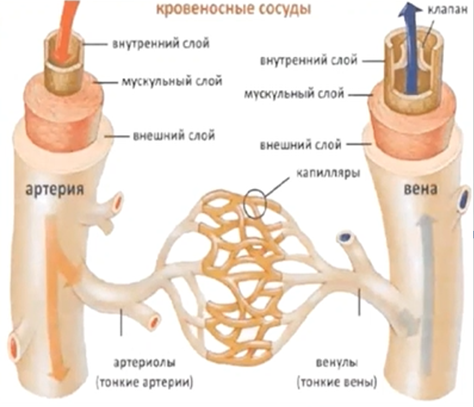 кровеносные сосуды
клапан
внутренний слой
мускульный слой
внешний слой
артерия
внутренний слой
мускульный слой
внешний слой
капилляры
вена
артериолы
(тонкие артерии)
венулы
(тонкие вены)